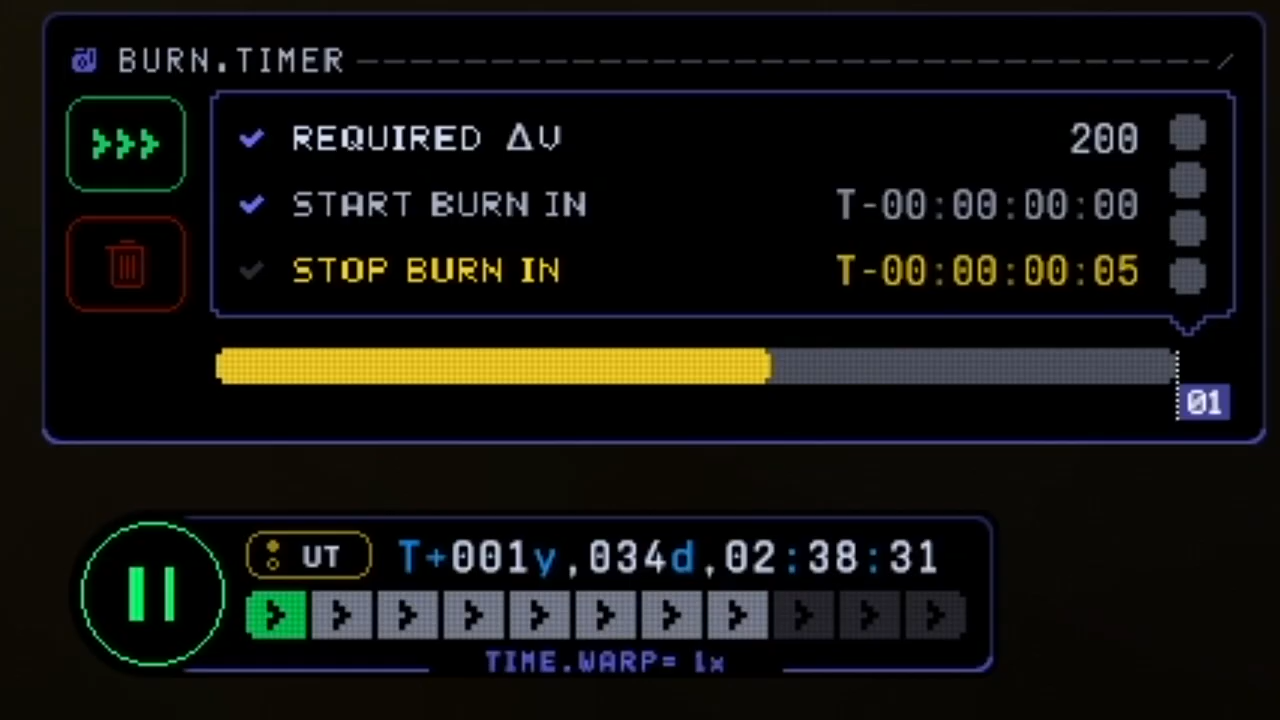 BURN.TIMER
REQUIRED ΔV 200
START BURN IN T-00:00:00:00
STOP BURN IN T-00:00:00:05
01
UT T+001y,034d,02:38:31
TIME.WARP= 1x